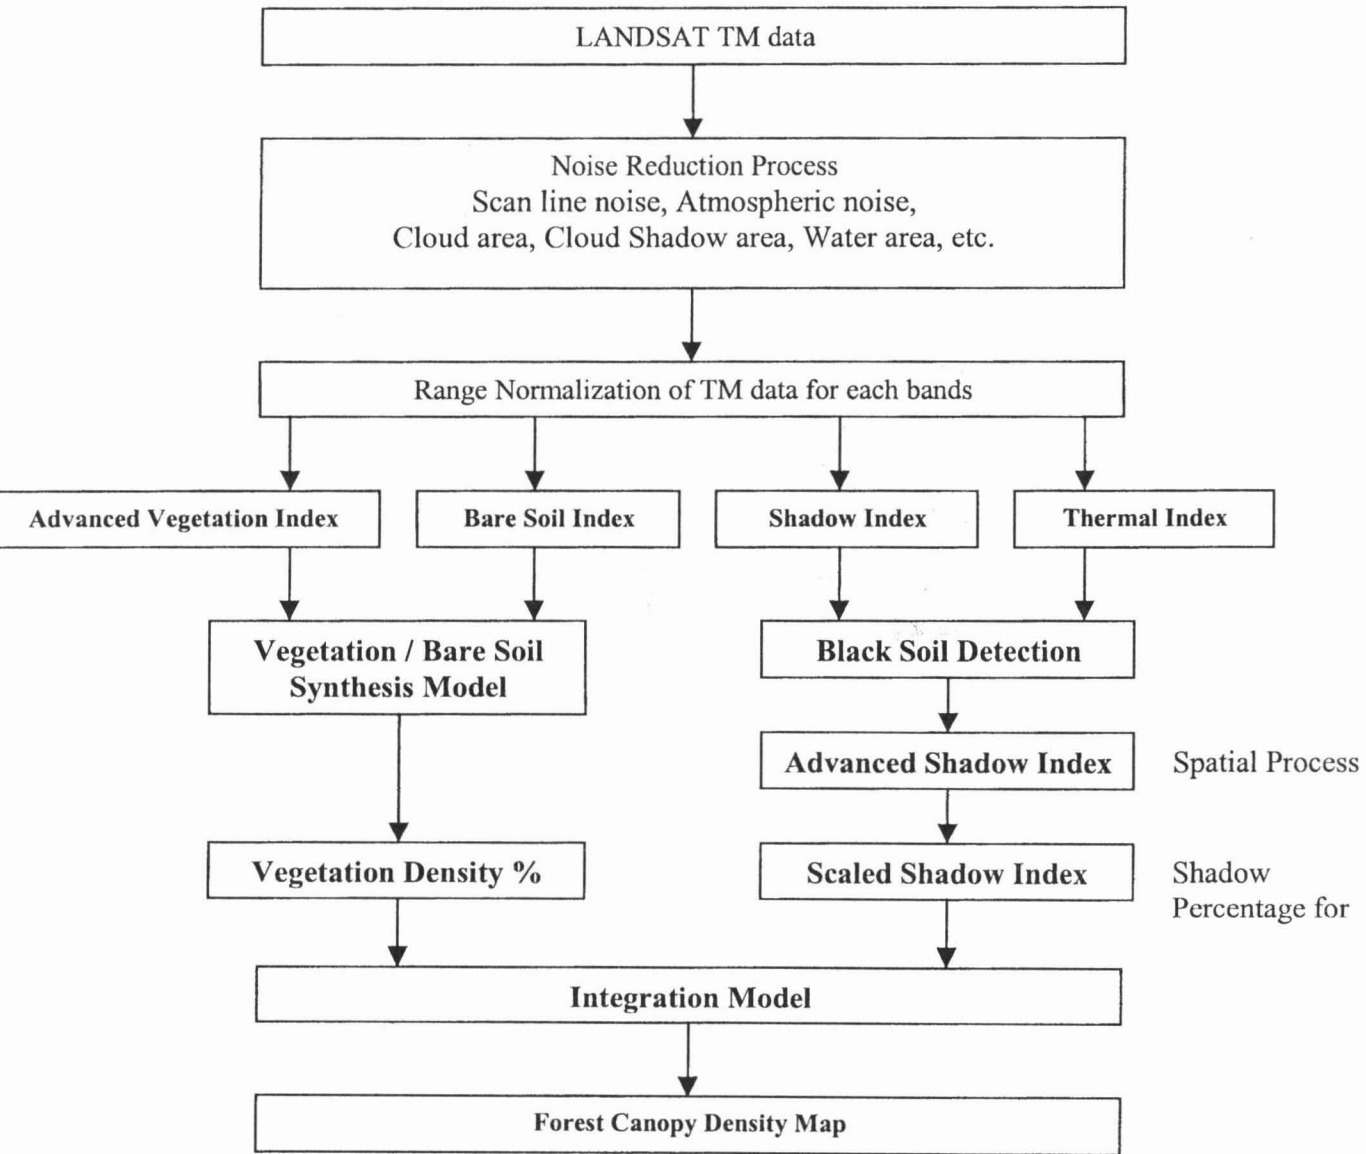 LANDSAT TM data
Noise Reduction Process
Scan line noise, Atmospheric noise,
Cloud area, Cloud Shadow area, Water area, etc.
Range Normalization of TM data for each bands
Advanced Vegetation Index
Bare Soil Index
Shadow Index
Thermal Index
Vegetation / Bare Soil
Synthesis Model
Black Soil Detection
Advanced Shadow Index
Spatial Process
Vegetation Density %
Scaled Shadow Index
Shadow
Percentage for
Integration Model
Forest Canopy Density Map